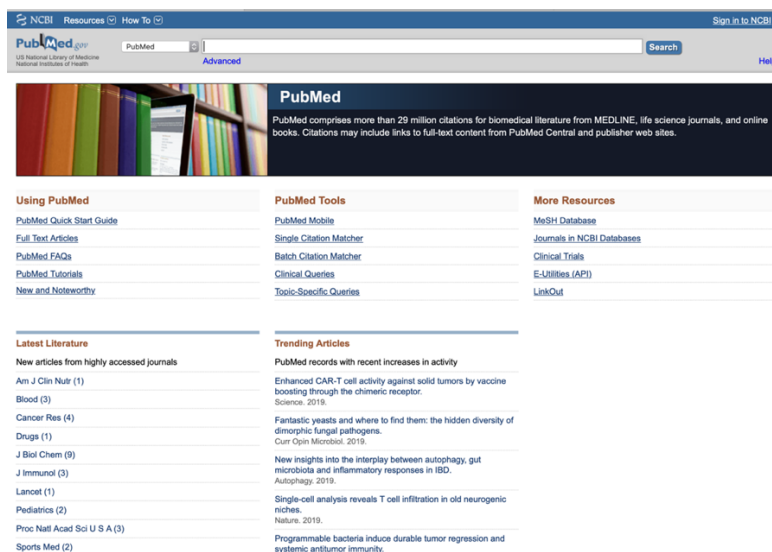 NCBI Resources How To Sign in to NCBI
PubMed.gov
US National Library of Medicine
National Institutes of Health
PubMed
Search
Advanced
Hel
PubMed
PubMed comprises more than 29 million citations for biomedical literature from MEDLINE, life science journals, and online
books. Citations may include links to full-text content from PubMed Central and publisher web sites.
Using PubMed
PubMed Quick Start Guide
Full Text Articles
PubMed FAQs
PubMed Tutorials
New and Noteworthy
PubMed Tools
PubMed Mobile
Single Citation Matcher
Batch Citation Matcher
Clinical Queries
Topic-Specific Queries
More Resources
MeSH Database
Journals in NCBI Databases
Clinical Trials
E-Utilities (API)
LinkOut
Latest Literature
New articles from highly accessed journals
Am J Clin Nutr (1)
Blood (3)
Cancer Res (4)
Drugs (1)
J Biol Chem (9)
J Immunol (3)
Lancet (1)
Pediatrics (2)
Proc Natl Acad Sci U S A (3)
Sports Med (2)
Trending Articles
PubMed records with recent increases in activity
Enhanced CAR-T cell activity against solid tumors by vaccine
boosting through the chimeric receptor.
Science. 2019.
Fantastic yeasts and where to find them: the hidden diversity of
dimorphic fungal pathogens.
Curr Opin Microbiol. 2019.
New insights into the interplay between autophagy, gut
microbiota and inflammatory responses in IBD.
Autophagy. 2019.
Single-cell analysis reveals T cell infiltration in old neurogenic
niches.
Nature. 2019.
Programmable bacteria induce durable tumor regression and
systemic antitumor immunity.